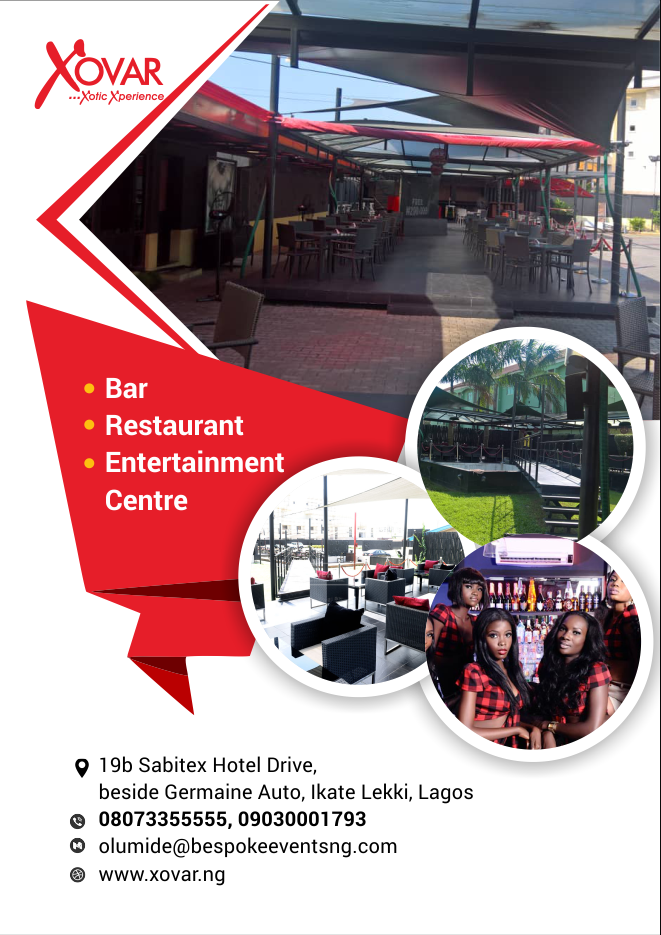 XOVAR
...Xotic Xperience
Bar
Restaurant
Entertainment
Centre
19b Sabitex Hotel Drive,
beside Germaine Auto, Ikate Lekki, Lagos
08073355555, 09030001793
olumide@bespokeeventsng.com
www.xovar.ng